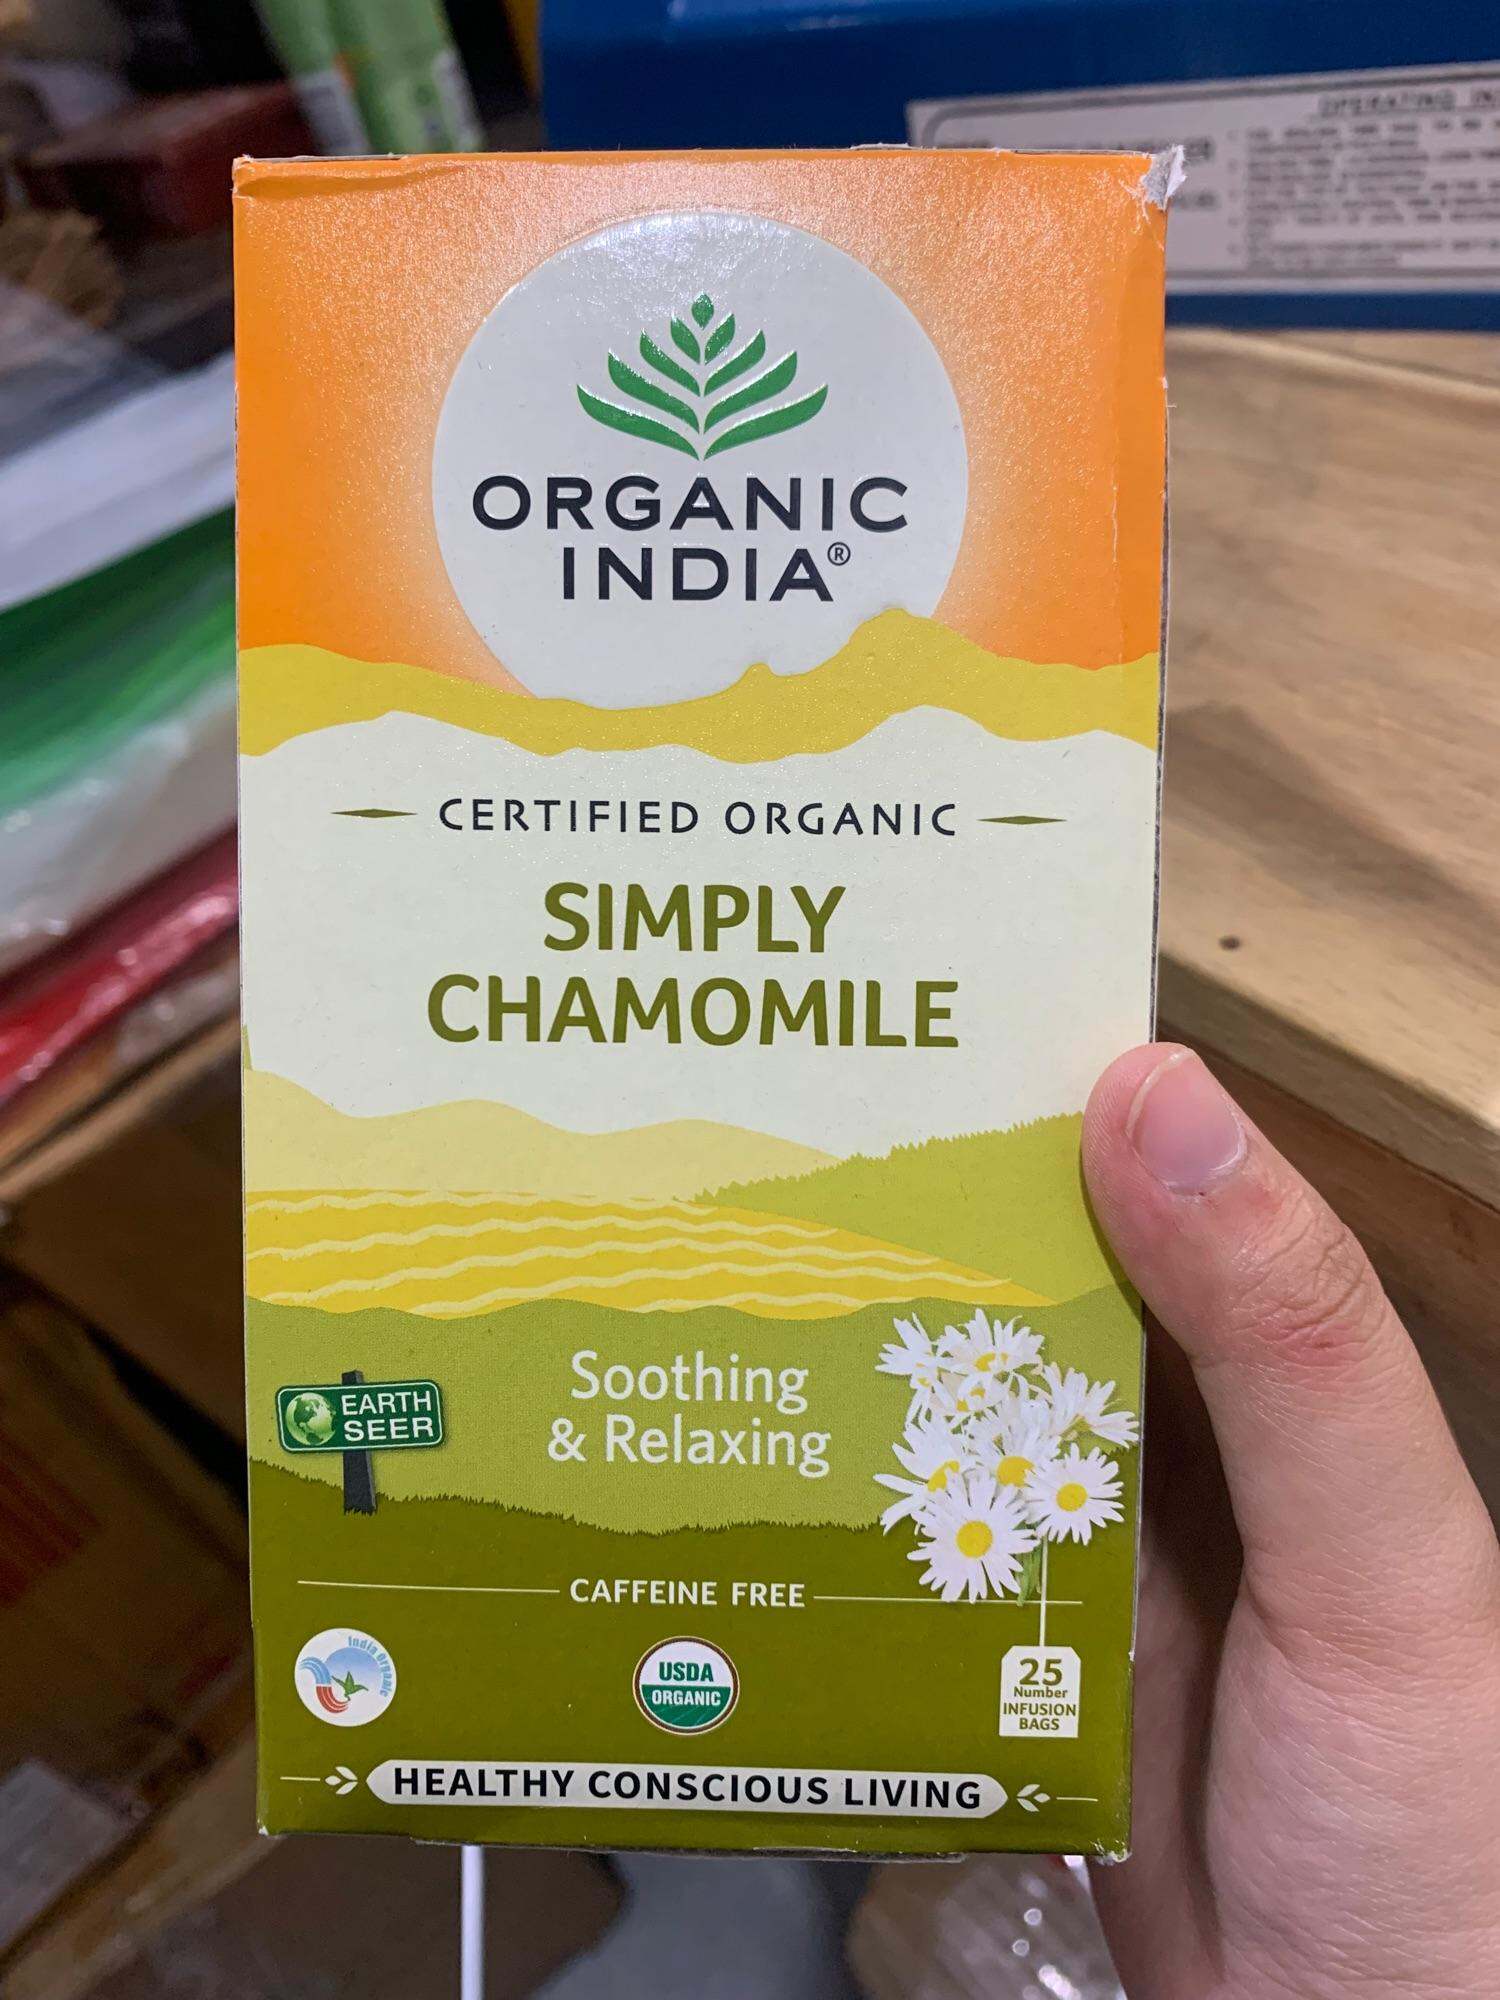 ORGANIC
INDIA®
CERTIFIED ORGANIC
SIMPLY
CHAMOMILE
Soothing
& Relaxing
EARTH
SEER
CAFFEINE FREE
India Organic
USDA
ORGANIC
25
Number
INFUSION
BAGS
HEALTHY CONSCIOUS LIVING
OPERATING